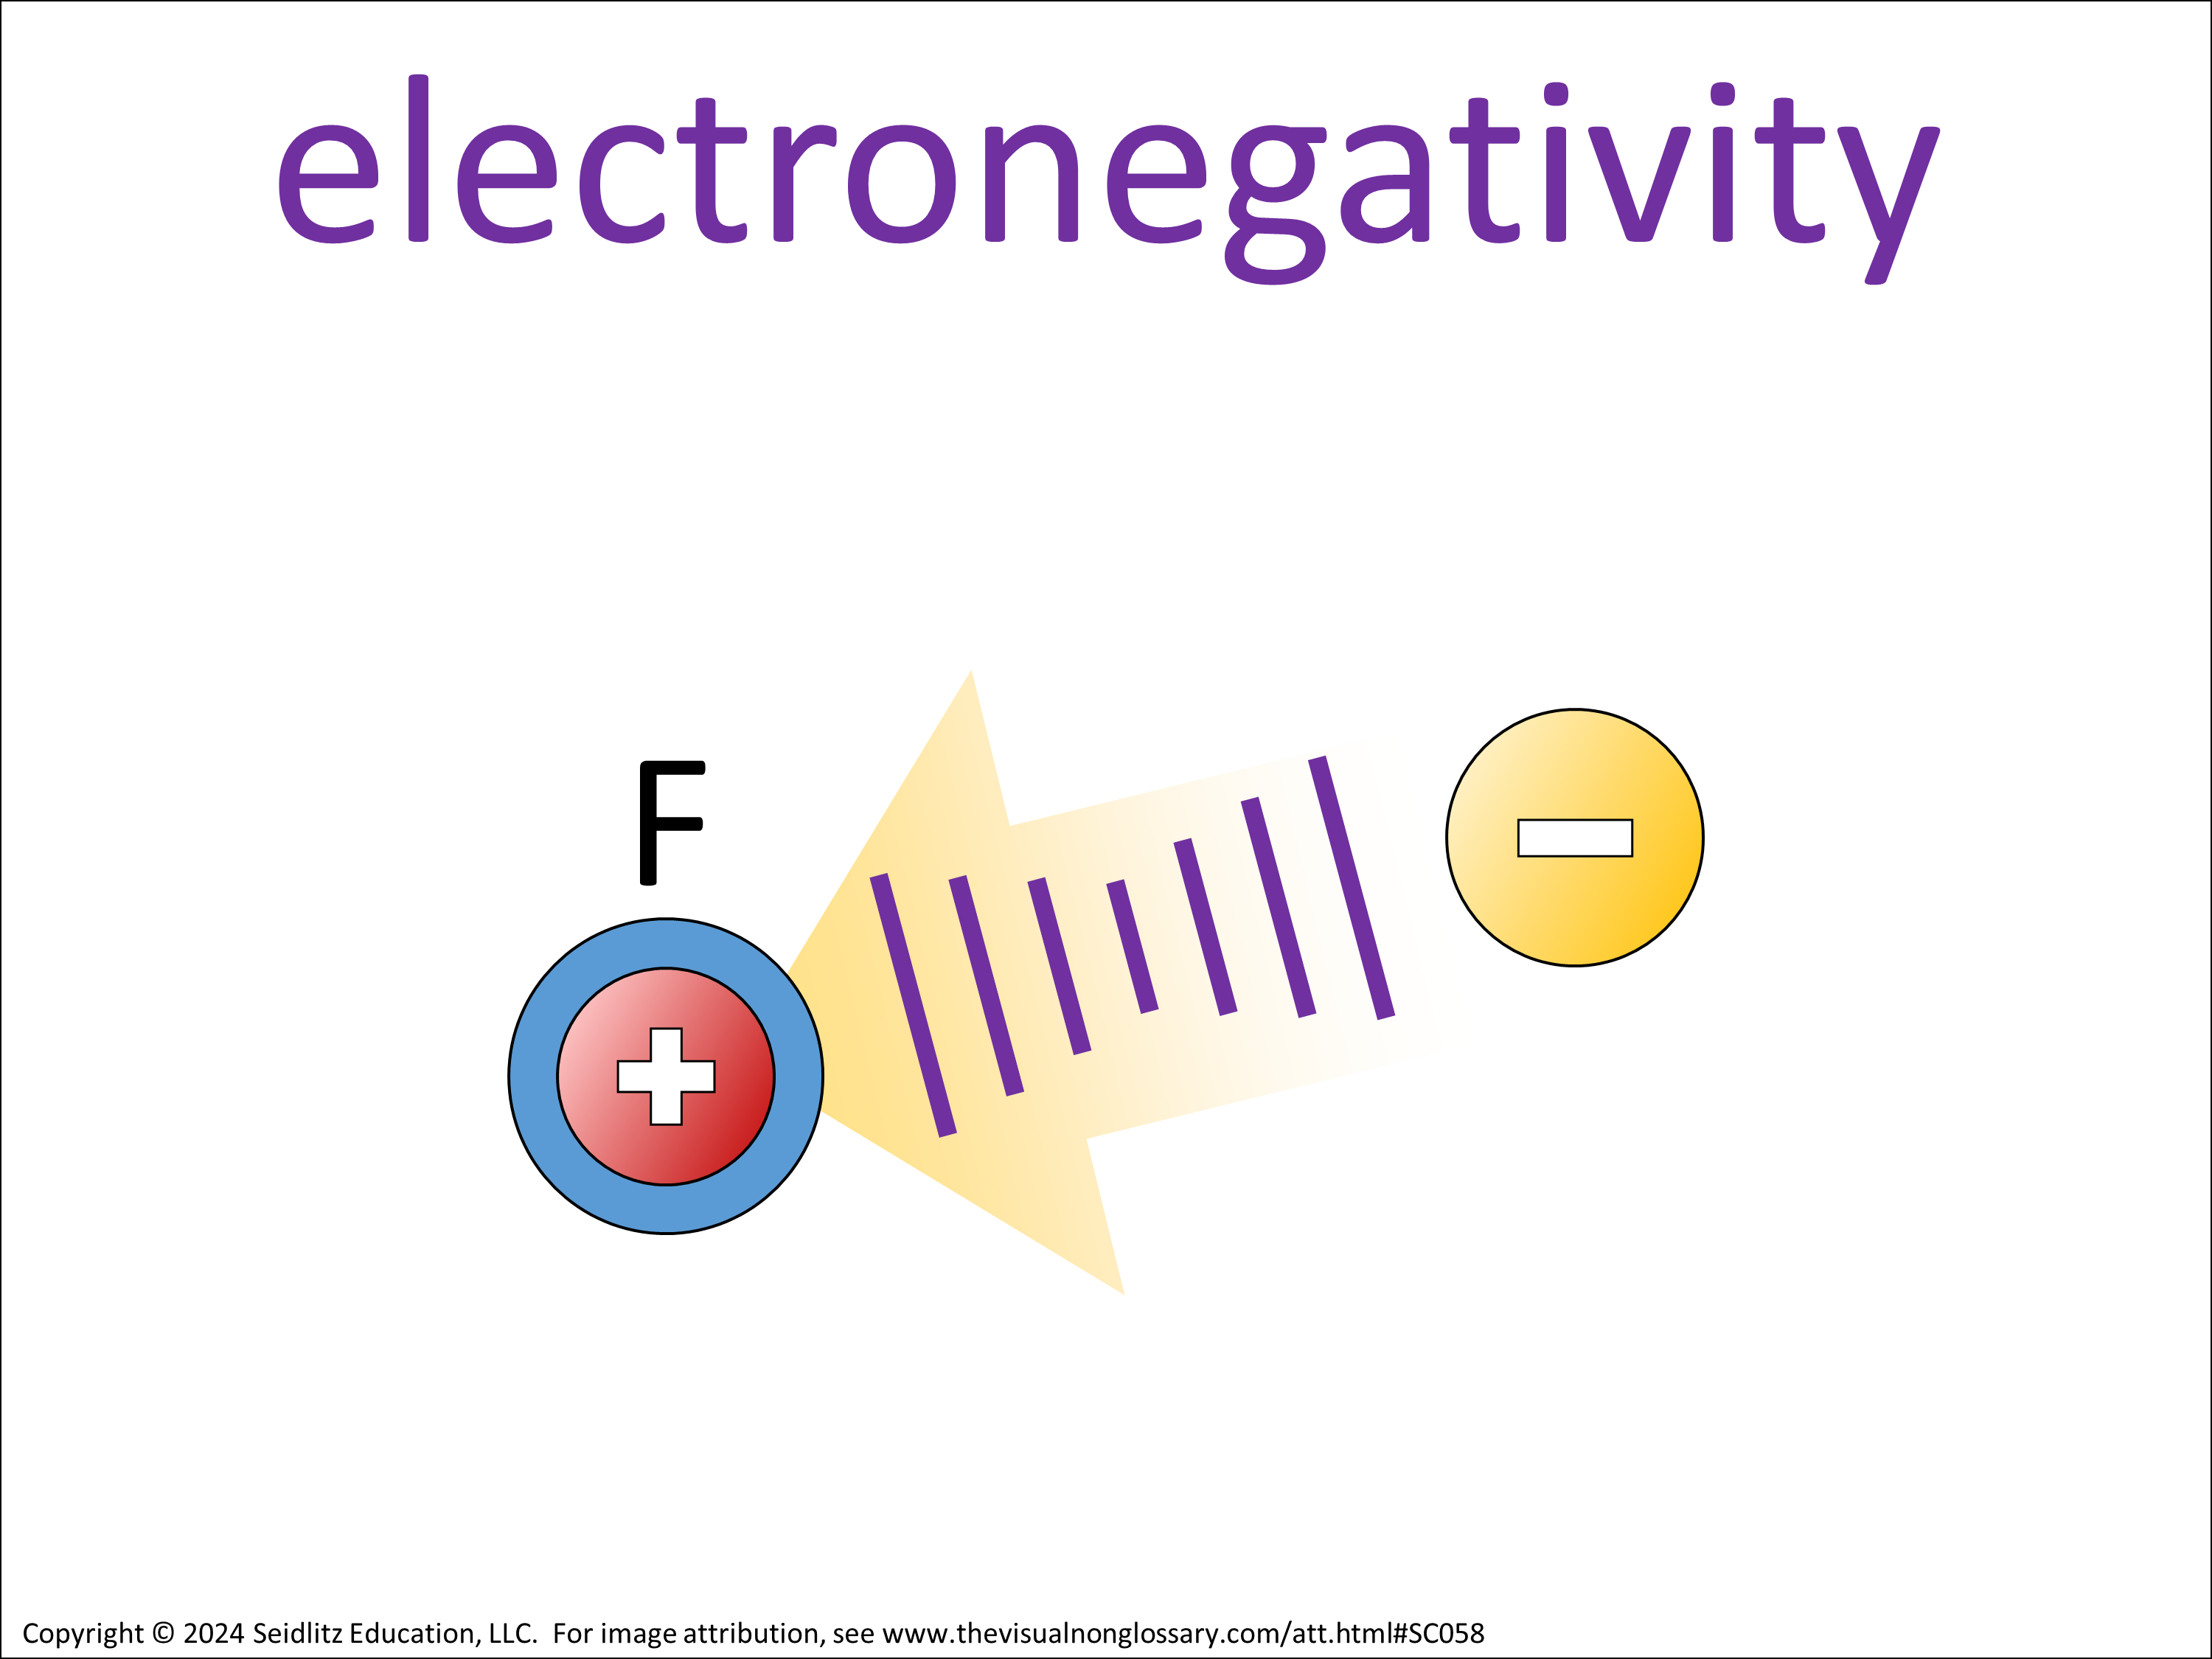 electronegativity
F
Copyright © 2024 Seidlitz Education, LLC.  For image attribution, see www.thevisualnonglossary.com/att.html#SC058